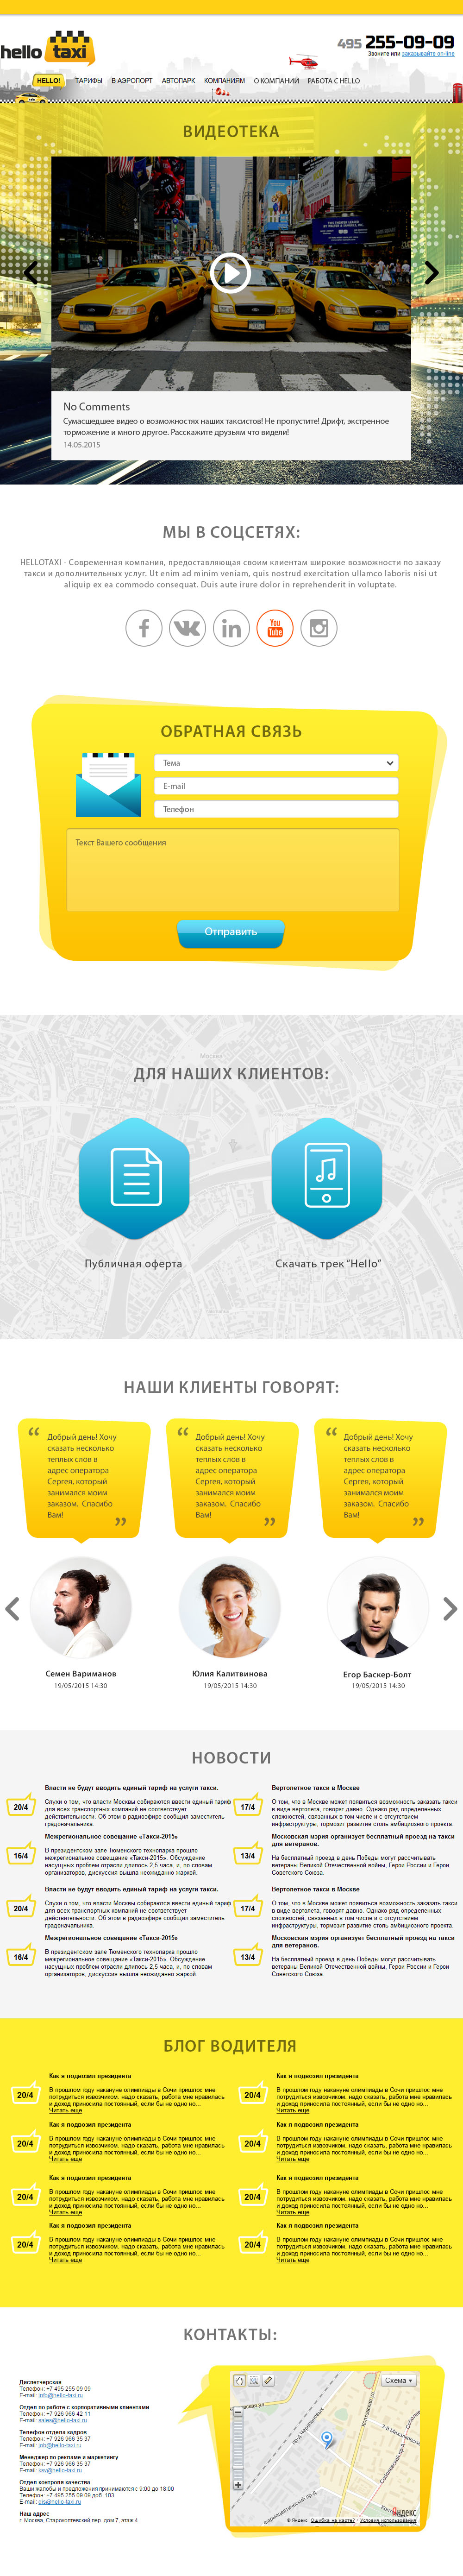 hello taxi
495 255-09-09
Звоните или заказывайте on-line
HELLO! ТАРИФЫ В АЭРОПОРТ АВТОПАРК КОМПАНИЯМ О КОМПАНИИ РАБОТА С HELLO
ВИДЕОТЕКА
No Comments
Сумасшедшее видео о возможностях наших таксистов! Не пропустите! Дрифт, экстренное
торможение и много другое. Расскажите друзьям что видели!
14.05.2015
МЫ В СОЦСЕТЯХ:
HELLOTAXI - Современная компания, предоставляющая своим клиентам широкие возможности по заказу
такси и дополнительных услуг. Ut enim ad minim veniam, quis nostrud exercitation ullamco laboris nisi ut
aliquip ex ea commodo consequat. Duis aute irure dolor in reprehenderit in voluptate.
You
Tube
ОБРАТНАЯ СВЯЗЬ
Тема
E-mail
Телефон
Текст Вашего сообщения
Отправить
ДЛЯ НАШИХ КЛИЕНТОВ:
Публичная оферта
Скачать трек "Hello"
НАШИ КЛИЕНТЫ ГОВОРЯТ:
“ Добрый день! Хочу
сказать несколько
теплых слов в
адрес оператора
Сергея, который
занимался моим
заказом. Спасибо
Вам! ”
“ Добрый день! Хочу
сказать несколько
теплых слов в
адрес оператора
Сергея, который
занимался моим
заказом. Спасибо
Вам! ”
“ Добрый день! Хочу
сказать несколько
теплых слов в
адрес оператора
Сергея, который
занимался моим
заказом. Спасибо
Вам! ”
Семен Вариманов
19/05/2015 14:30
Юлия Калитвинова
19/05/2015 14:30
Егор Баскер-Болт
19/05/2015 14:30
НОВОСТИ
Власти не будут вводить единый тариф на услуги такси.
20/4
Слухи о том, что власти Москвы собираются ввести единый тариф
для всех транспортных компаний не соответствует
действительности. Об этом в радиоэфире сообщил заместитель
градоначальника.
Межрегиональное совещание «Такси-2015»
16/4
В президентском зале Тюменского технопарка прошло
межрегиональное совещание «Такси-2015». Обсуждение
насущных проблем отрасли длилось 2,5 часа, и, по словам
организаторов, дискуссия вышла неожиданно жаркой.
Власти не будут вводить единый тариф на услуги такси.
20/4
Слухи о том, что власти Москвы собираются ввести единый тариф
для всех транспортных компаний не соответствует
действительности. Об этом в радиоэфире сообщил заместитель
градоначальника.
Межрегиональное совещание «Такси-2015»
16/4
В президентском зале Тюменского технопарка прошло
межрегиональное совещание «Такси-2015». Обсуждение
насущных проблем отрасли длилось 2,5 часа, и, по словам
организаторов, дискуссия вышла неожиданно жаркой.
Вертолетное такси в Москве
17/4
О том, что в Москве может появиться возможность заказать такси
в виде вертолета, говорят давно. Однако ряд определенных
сложностей, связанных в том числе и с отсутствием
инфраструктуры, тормозит развитие столь амбициозного проекта.
Московская мэрия организует бесплатный проезд на такси
для ветеранов.
13/4
На бесплатный проезд в день Победы могут рассчитывать
ветераны Великой Отечественной войны, Герои России и Герои
Советского Союза.
Вертолетное такси в Москве
17/4
О том, что в Москве может появиться возможность заказать такси
в виде вертолета, говорят давно. Однако ряд определенных
сложностей, связанных в том числе и с отсутствием
инфраструктуры, тормозит развитие столь амбициозного проекта.
Московская мэрия организует бесплатный проезд на такси
для ветеранов.
13/4
На бесплатный проезд в день Победы могут рассчитывать
ветераны Великой Отечественной войны, Герои России и Герои
Советского Союза.
БЛОГ ВОДИТЕЛЯ
Как я подвозил президента
20/4
В прошлом году накануне олимпиады в Сочи пришлос мне
потрудиться извозчиком. надо сказать, работа мне нравилась
и доход приносила постоянный, если бы не одно но...
Читать еще
Как я подвозил президента
20/4
В прошлом году накануне олимпиады в Сочи пришлос мне
потрудиться извозчиком. надо сказать, работа мне нравилась
и доход приносила постоянный, если бы не одно но...
Читать еще
Как я подвозил президента
20/4
В прошлом году накануне олимпиады в Сочи пришлос мне
потрудиться извозчиком. надо сказать, работа мне нравилась
и доход приносила постоянный, если бы не одно но...
Читать еще
Как я подвозил президента
20/4
В прошлом году накануне олимпиады в Сочи пришлос мне
потрудиться извозчиком. надо сказать, работа мне нравилась
и доход приносила постоянный, если бы не одно но...
Читать еще
Как я подвозил президента
20/4
В прошлом году накануне олимпиады в Сочи пришлос мне
потрудиться извозчиком. надо сказать, работа мне нравилась
и доход приносила постоянный, если бы не одно но...
Читать еще
Как я подвозил президента
20/4
В прошлом году накануне олимпиады в Сочи пришлос мне
потрудиться извозчиком. надо сказать, работа мне нравилась
и доход приносила постоянный, если бы не одно но...
Читать еще
Как я подвозил президента
20/4
В прошлом году накануне олимпиады в Сочи пришлос мне
потрудиться извозчиком. надо сказать, работа мне нравилась
и доход приносила постоянный, если бы не одно но...
Читать еще
Как я подвозил президента
20/4
В прошлом году накануне олимпиады в Сочи пришлос мне
потрудиться извозчиком. надо сказать, работа мне нравилась
и доход приносила постоянный, если бы не одно но...
Читать еще
КОНТАКТЫ:
Диспетчерская
Телефон: +7 495 255 09 09
E-mail: info@hello-taxi.ru
Отдел по работе с корпоративными клиентами
Телефон: +7 926 966 42 11
E-mail: sales@hello-taxi.ru
Телефон отдела кадров
Телефон: +7 926 966 35 37
E-mail: job@hello-taxi.ru
Менеджер по рекламе и маркетингу
Телефон: +7 926 966 35 37
Отдел контроля качества
Ваши жалобы и предложения принимаются с 9:00 до 18:00
Телефон: +7 495 255 09 09 доб. 103
Наш адрес
г. Москва, Старокоптевский пер. дом 7, этаж 4.
Схема
Яндекс
© Яндекс Ошибка на карте? · Условия использования